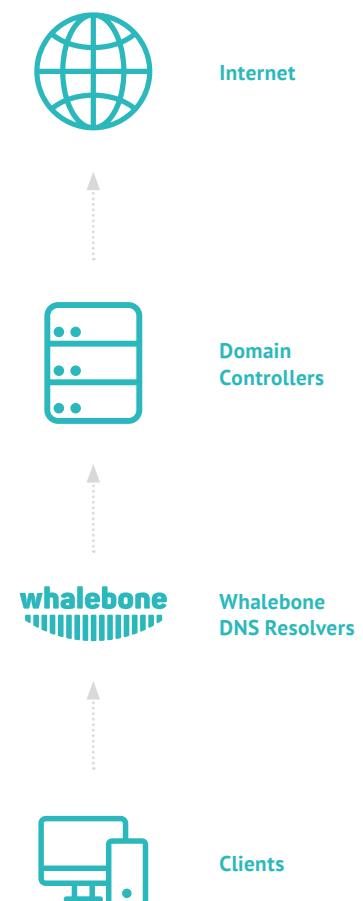 Internet
Domain
Controllers
whalebone
Whalebone
DNS Resolvers
Clients